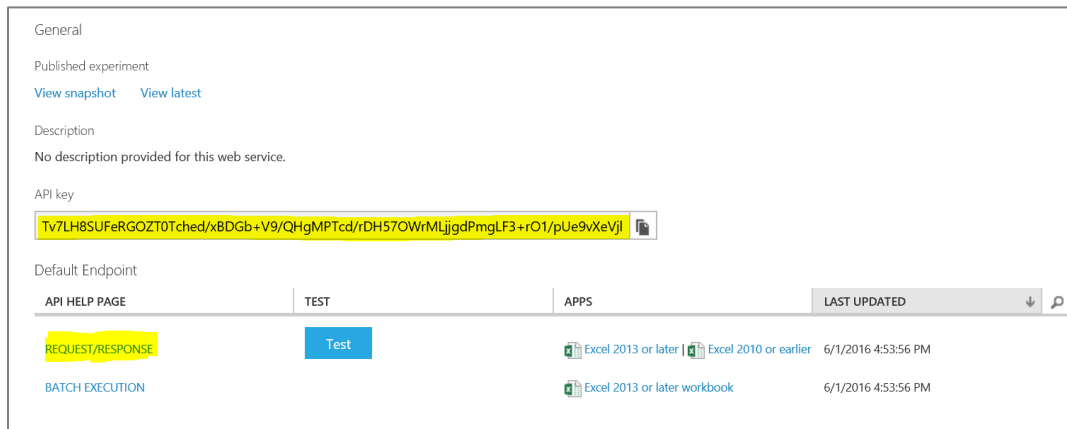 General
Published experiment
View snapshot View latest
Description
No description provided for this web service.
API key
Tv7LH8SUFeRGOZT0Tched/xBDGb+V9/QHgMPTcd/rDH57OWrMLjjgdPmgLF3+rO1/pUe9vXeVjI
Default Endpoint
API HELP PAGE TEST APPS LAST UPDATED
REQUEST/RESPONSE Test Excel 2013 or later | Excel 2010 or earlier 6/1/2016 4:53:56 PM
BATCH EXECUTION Excel 2013 or later workbook 6/1/2016 4:53:56 PM